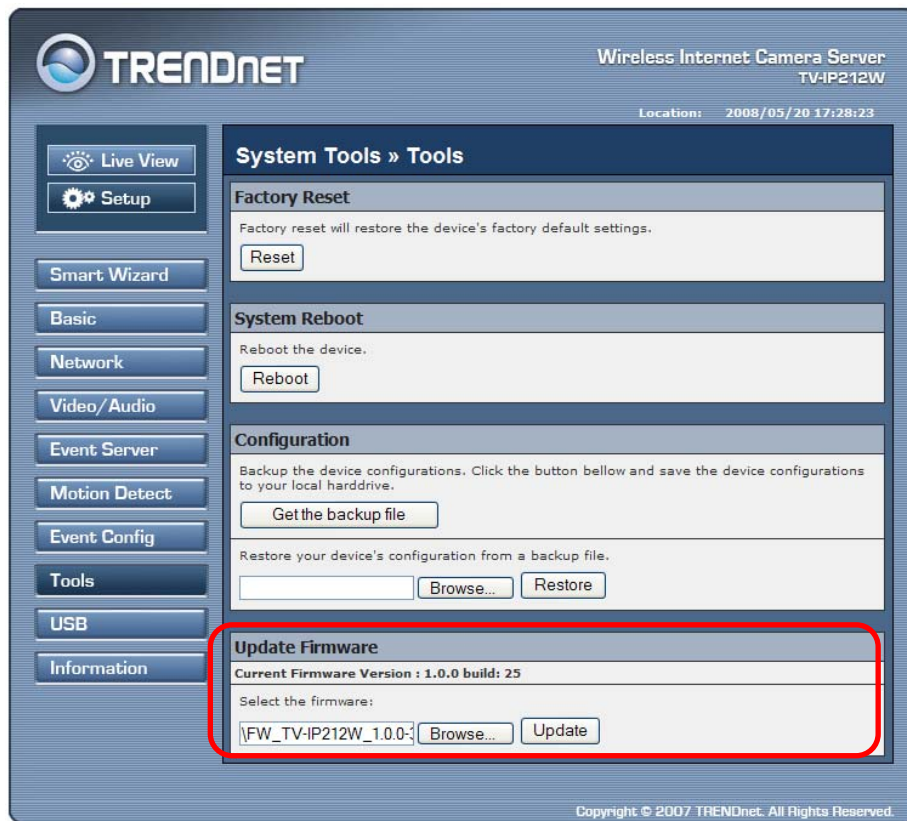 TRENDNET
Wireless Internet Camera Server
TV-IP212W
Location: 2008/05/20 17:28:23
Live View
Setup
Smart Wizard
Basic
Network
Video/Audio
Event Server
Motion Detect
Event Config
Tools
USB
Information
System Tools » Tools
Factory Reset
Factory reset will restore the device's factory default settings.
Reset
System Reboot
Reboot the device.
Reboot
Configuration
Backup the device configurations. Click the button bellow and save the device configurations
to your local harddrive.
Get the backup file
Restore your device's configuration from a backup file.
Browse... Restore
Update Firmware
Current Firmware Version : 1.0.0 build: 25
Select the firmware:
\FW_TV-IP212W_1.0.0-3 Browse... Update
Copyright © 2007 TRENDnet. All Rights Reserved.